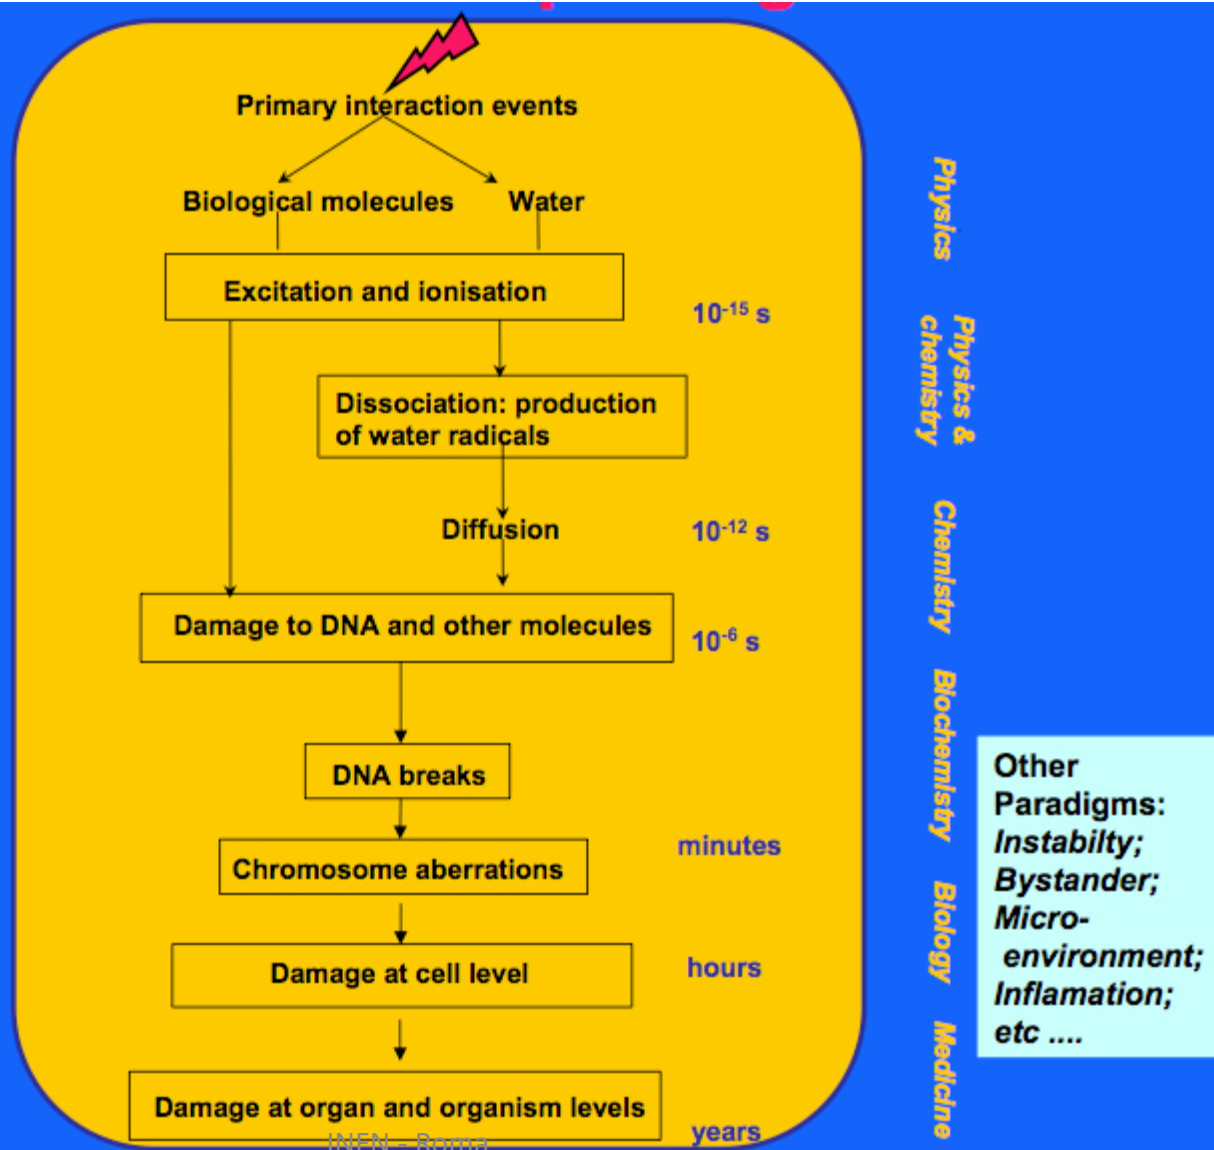 Primary interaction events
Biological molecules
Water
Excitation and ionisation
10⁻¹⁵ s
Dissociation: production
of water radicals
Diffusion
10⁻¹² s
Damage to DNA and other molecules
10⁻⁶ s
DNA breaks
Chromosome aberrations
minutes
Damage at cell level
hours
Damage at organ and organism levels
years
INFN - Roma
Physics
Physics &
chemistry
Chemistry
Biochemistry
Biology
Medicine
Other
Paradigms:
Instabilty;
Bystander;
Micro-
environment;
Inflamation;
etc ....